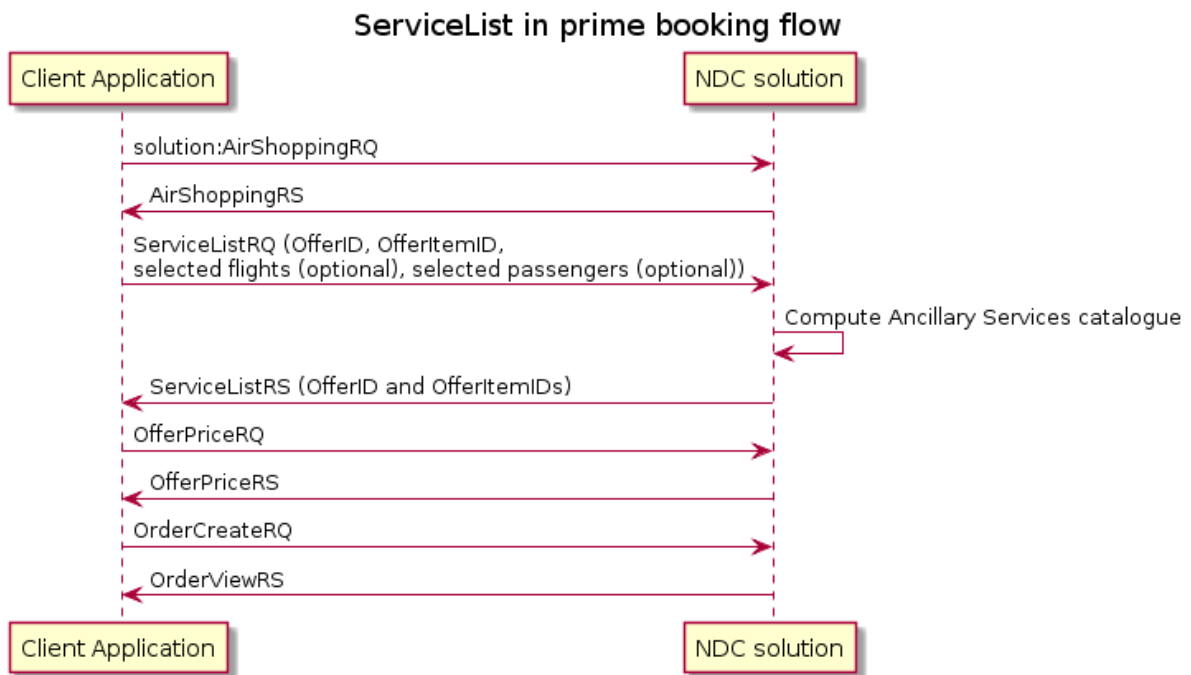 ServiceList in prime booking flow
Client Application
NDC solution
solution:AirShoppingRQ
AirShoppingRS
ServiceListRQ (OfferID, OfferItemID,
selected flights (optional), selected passengers (optional))
Compute Ancillary Services catalogue
ServiceListRS (OfferID and OfferItemIDs)
OfferPriceRQ
OfferPriceRS
OrderCreateRQ
OrderViewRS
Client Application
NDC solution